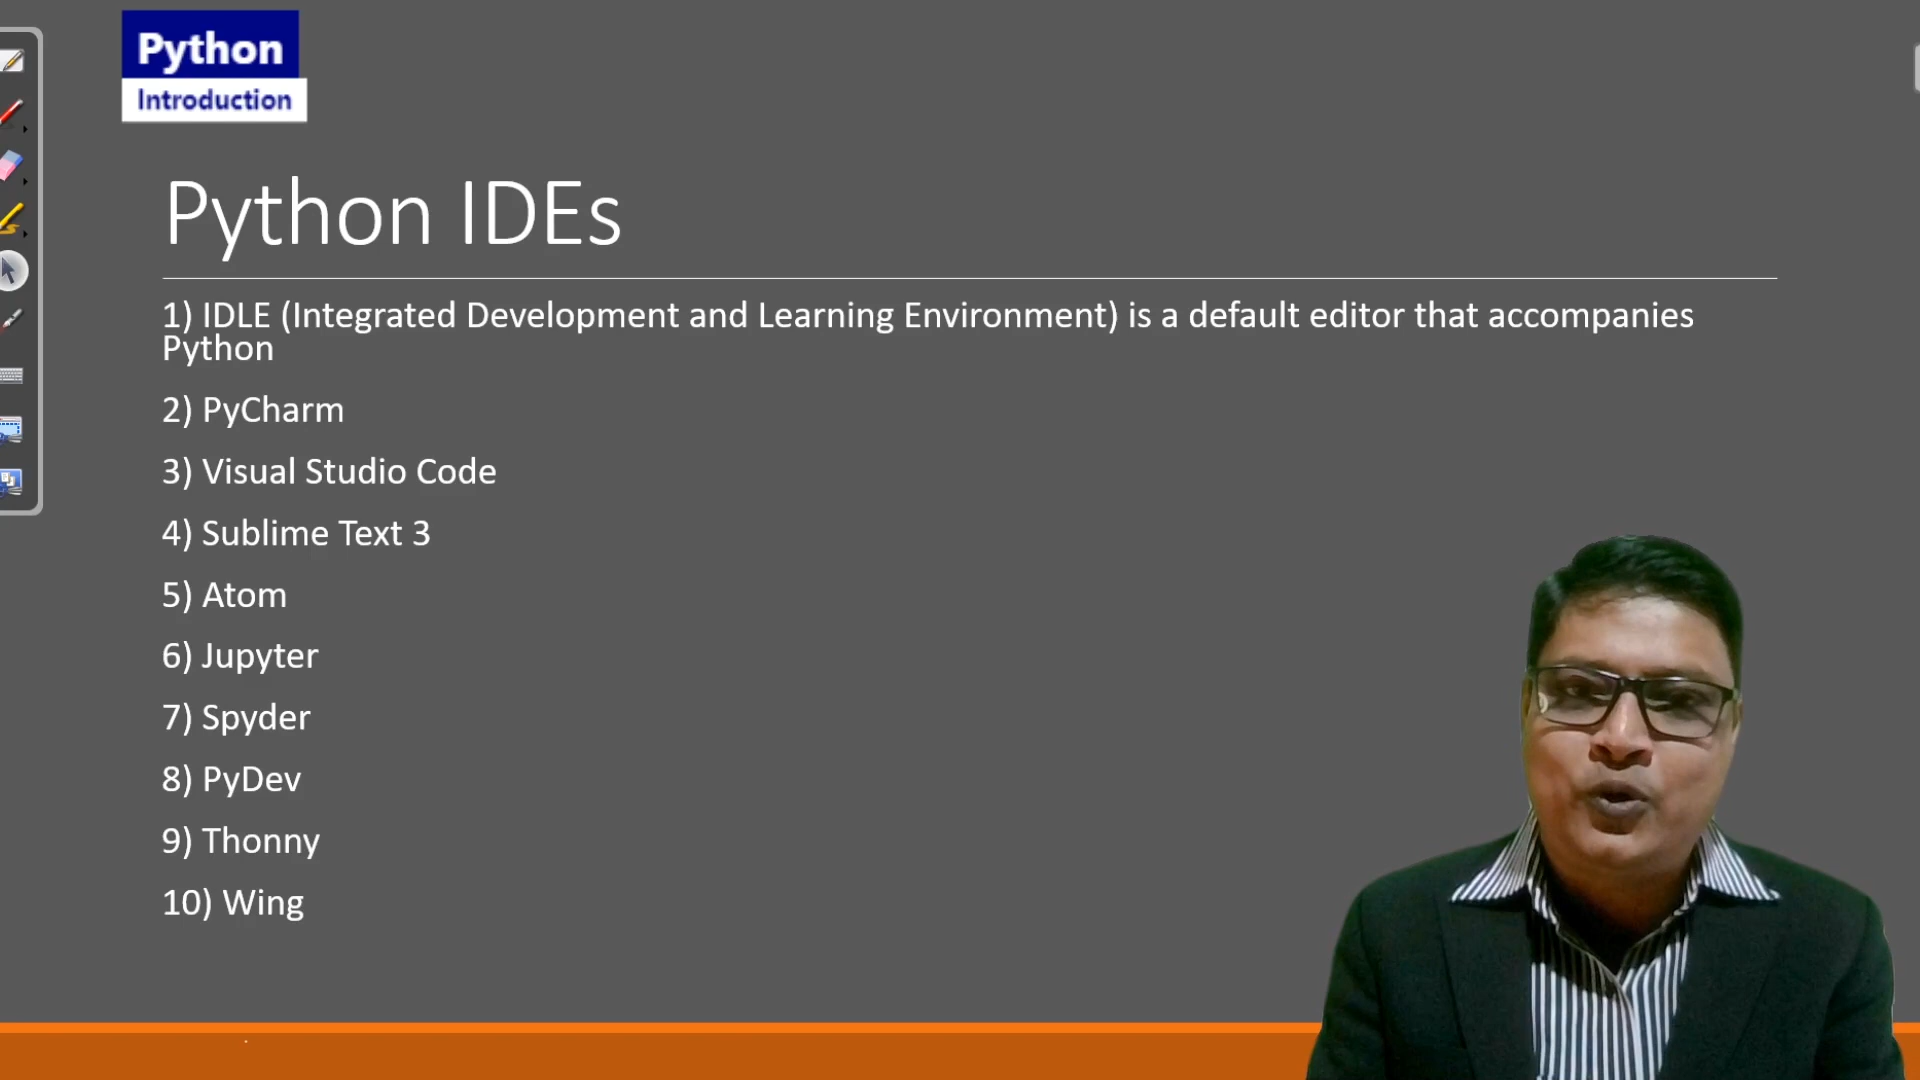 Python
Introduction
Python IDEs
1) IDLE (Integrated Development and Learning Environment) is a default editor that accompanies
Python
2) PyCharm
3) Visual Studio Code
4) Sublime Text 3
5) Atom
6) Jupyter
7) Spyder
8) PyDev
9) Thonny
10) Wing